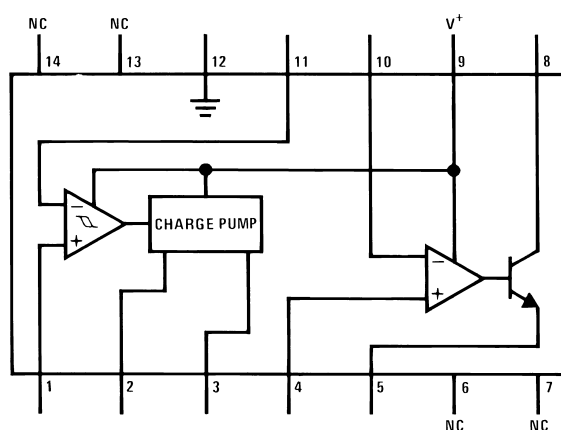 NC NC V+
14 13 12 11 10 9 8
−
+
CHARGE PUMP
−
+
1 2 3 4 5 6 7
NC NC